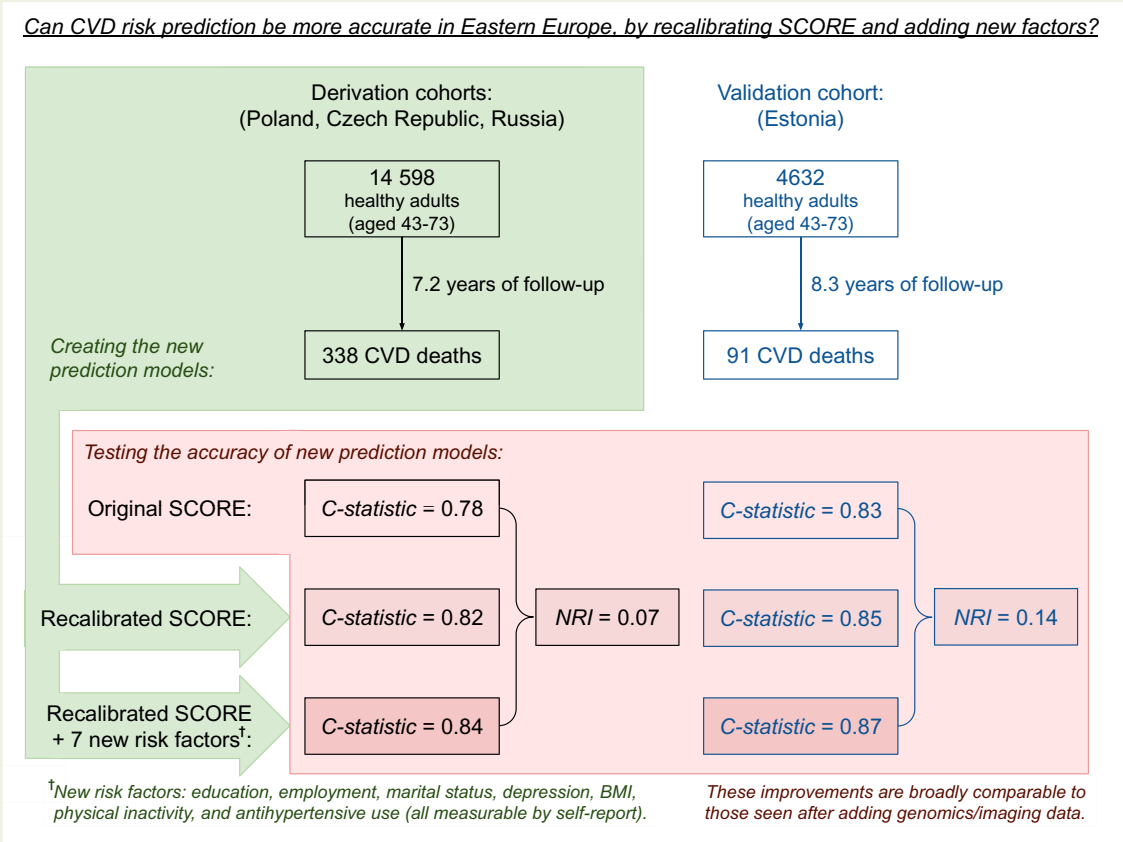 Can CVD risk prediction be more accurate in Eastern Europe, by recalibrating SCORE and adding new factors?
Derivation cohorts:
(Poland, Czech Republic, Russia)
14 598
healthy adults
(aged 43-73)
7.2 years of follow-up
338 CVD deaths
Validation cohort:
(Estonia)
4632
healthy adults
(aged 43-73)
8.3 years of follow-up
91 CVD deaths
Creating the new
prediction models:
Testing the accuracy of new prediction models:
Original SCORE:
C-statistic = 0.78
C-statistic = 0.83
Recalibrated SCORE:
C-statistic = 0.82
NRI = 0.07
C-statistic = 0.85
NRI = 0.14
Recalibrated SCORE
+ 7 new risk factors†:
C-statistic = 0.84
C-statistic = 0.87
†New risk factors: education, employment, marital status, depression, BMI,
physical inactivity, and antihypertensive use (all measurable by self-report).
These improvements are broadly comparable to
those seen after adding genomics/imaging data.